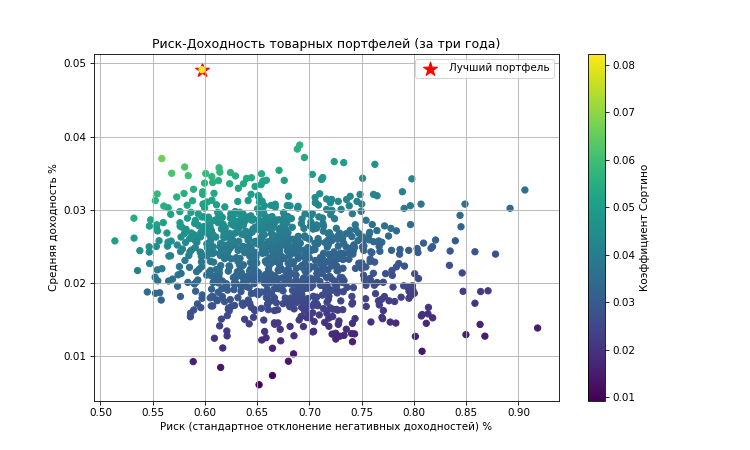 Риск-Доходность товарных портфелей (за три года)
Лучший портфель
Средняя доходность %
0.05
0.04
0.03
0.02
0.01
0.50 0.55 0.60 0.65 0.70 0.75 0.80 0.85 0.90
Риск (стандартное отклонение негативных доходностей) %
0.08
0.07
0.06
0.05
0.04
0.03
0.02
0.01
Коэффициент Сортино